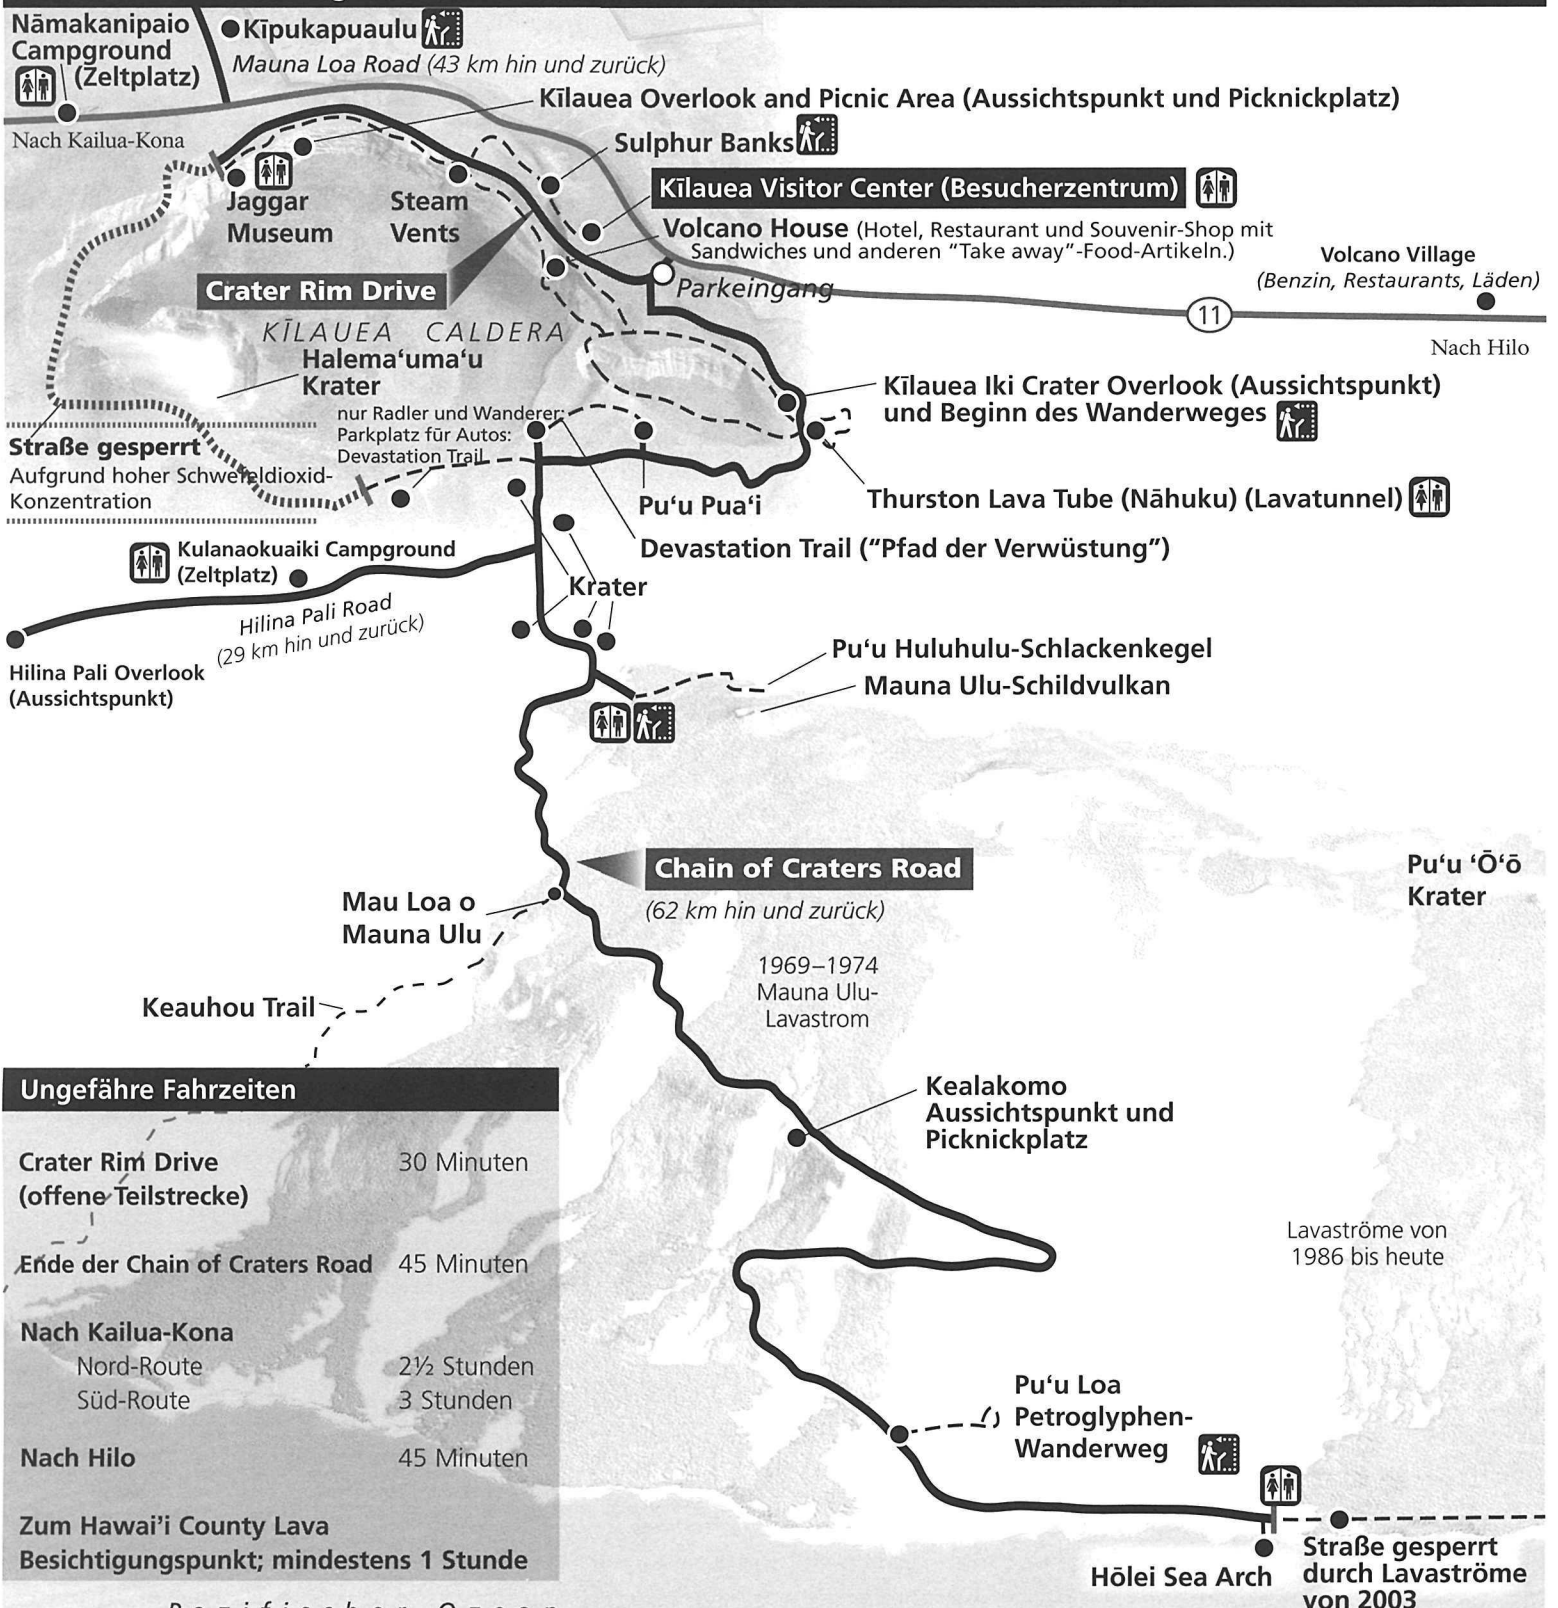 Nāmakanipaio
Campground
(Zeltplatz)
Kīpukapuaulu
Mauna Loa Road (43 km hin und zurück)
Nach Kailua-Kona
Kīlauea Overlook and Picnic Area (Aussichtspunkt und Picknickplatz)
Sulphur Banks
Kīlauea Visitor Center (Besucherzentrum)
Jaggar
Museum
Steam
Vents
Volcano House (Hotel, Restaurant und Souvenir-Shop mit
Sandwiches und anderen “Take away”-Food-Artikeln.)
Volcano Village
(Benzin, Restaurants, Läden)
Crater Rim Drive
Parkeingang
11
Nach Hilo
KĪLAUEA CALDERA
Halema‘uma‘u
Krater
Kīlauea Iki Crater Overlook (Aussichtspunkt)
und Beginn des Wanderweges
nur Radler und Wanderer;
Parkplatz für Autos:
Devastation Trail
Straße gesperrt
Aufgrund hoher Schwefeldioxid-
Konzentration
Pu‘u Pua‘i
Thurston Lava Tube (Nāhuku) (Lavatunnel)
Devastation Trail (“Pfad der Verwüstung”)
Kulanaokuaiki Campground
(Zeltplatz)
Krater
Hilina Pali Road
(29 km hin und zurück)
Hilina Pali Overlook
(Aussichtspunkt)
Pu‘u Huluhulu-Schlackenkegel
Mauna Ulu-Schildvulkan
Chain of Craters Road
(62 km hin und zurück)
Pu‘u ‘Ō‘ō
Krater
Mau Loa o
Mauna Ulu
1969–1974
Mauna Ulu-
Lavastrom
Keauhou Trail
Kealakomo
Aussichtspunkt und
Picknickplatz
Ungefähre Fahrzeiten
Crater Rim Drive 30 Minuten
(offene Teilstrecke)
Ende der Chain of Craters Road 45 Minuten
Nach Kailua-Kona
Nord-Route 2½ Stunden
Süd-Route 3 Stunden
Nach Hilo 45 Minuten
Zum Hawai’i County Lava
Besichtigungspunkt; mindestens 1 Stunde
Lavaströme von
1986 bis heute
Pu‘u Loa
Petroglyphen-
Wanderweg
Hōlei Sea Arch
Straße gesperrt
durch Lavaströme
von 2003